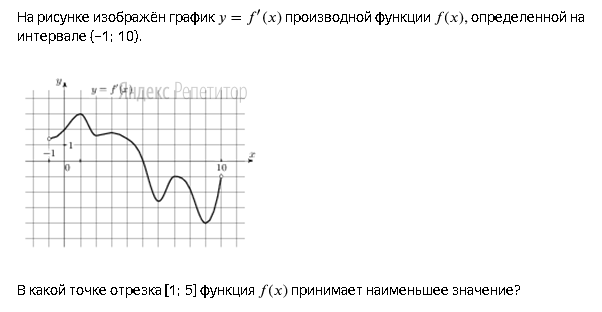 На рисунке изображён график y = f′(x) производной функции f(x), определенной на
интервале (−1; 10).
y
y = f′(x)
Яндекс Репетитор
−1
1
0
10
x
В какой точке отрезка [1; 5] функция f(x) принимает наименьшее значение?